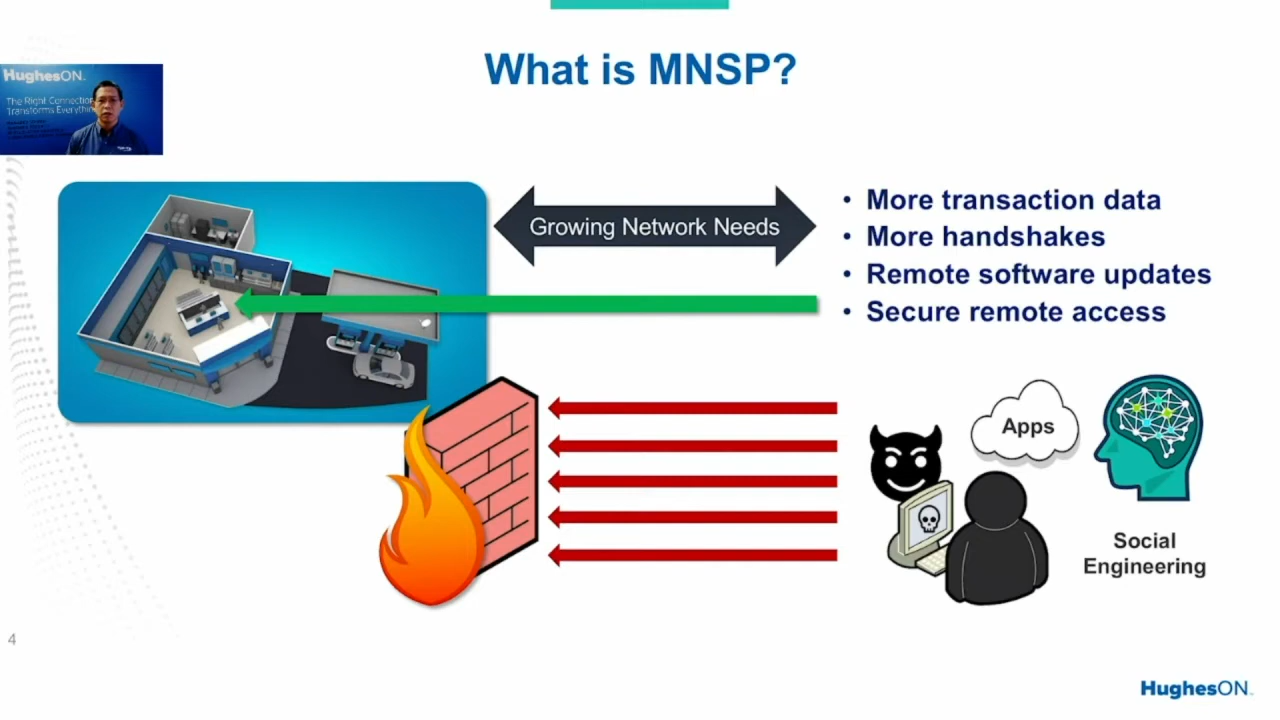 What is MNSP?
HughesON
The Right Connection
Transforms Everything
Growing Network Needs
• More transaction data
• More handshakes
• Remote software updates
• Secure remote access
Apps
Social
Engineering
4
HughesON